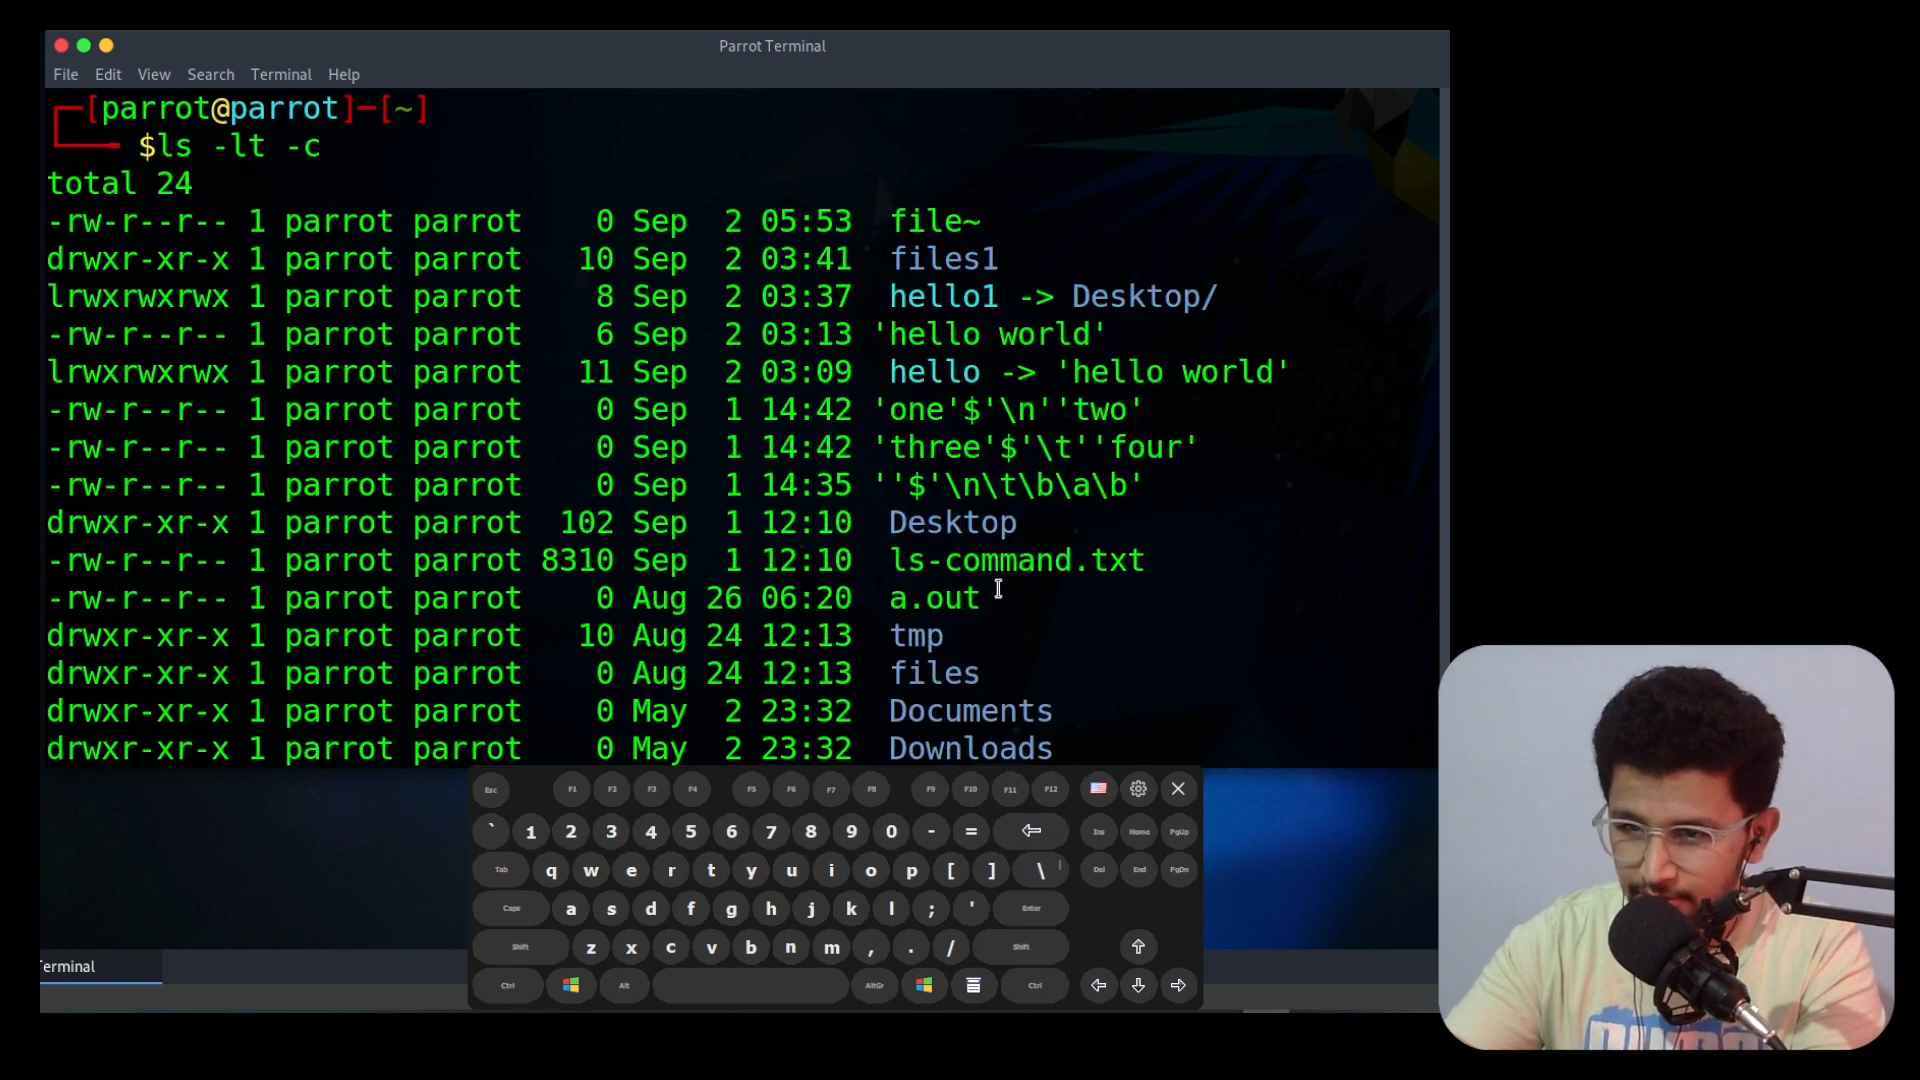 Parrot Terminal
File Edit View Search Terminal Help
[parrot@parrot]─[~]
$ls -lt -c
total 24
-rw-r--r-- 1 parrot parrot    0 Sep  2 05:53  file~
drwxr-xr-x 1 parrot parrot   10 Sep  2 03:41  files1
lrwxrwxrwx 1 parrot parrot    8 Sep  2 03:37  hello1 -> Desktop/
-rw-r--r-- 1 parrot parrot    6 Sep  2 03:13 'hello world'
lrwxrwxrwx 1 parrot parrot   11 Sep  2 03:09  hello -> 'hello world'
-rw-r--r-- 1 parrot parrot    0 Sep  1 14:42 'one'$'\n''two'
-rw-r--r-- 1 parrot parrot    0 Sep  1 14:42 'three'$'\t''four'
-rw-r--r-- 1 parrot parrot    0 Sep  1 14:35 ''$'\n\t\b\a\b'
drwxr-xr-x 1 parrot parrot  102 Sep  1 12:10  Desktop
-rw-r--r-- 1 parrot parrot 8310 Sep  1 12:10  ls-command.txt
-rw-r--r-- 1 parrot parrot    0 Aug 26 06:20  a.out
drwxr-xr-x 1 parrot parrot   10 Aug 24 12:13  tmp
drwxr-xr-x 1 parrot parrot    0 Aug 24 12:13  files
drwxr-xr-x 1 parrot parrot    0 May  2 23:32  Documents
drwxr-xr-x 1 parrot parrot    0 May  2 23:32  Downloads
Esc F1 F2 F3 F4 F5 F6 F7 F8 F9 F10 F11 F12
` 1 2 3 4 5 6 7 8 9 0 - = Ins Home PgUp
Tab q w e r t y u i o p [ ] \ Del End PgDn
Caps a s d f g h j k l ; ' Enter
Shift z x c v b n m , . / Shift
Ctrl Alt AltGr Ctrl
erminal